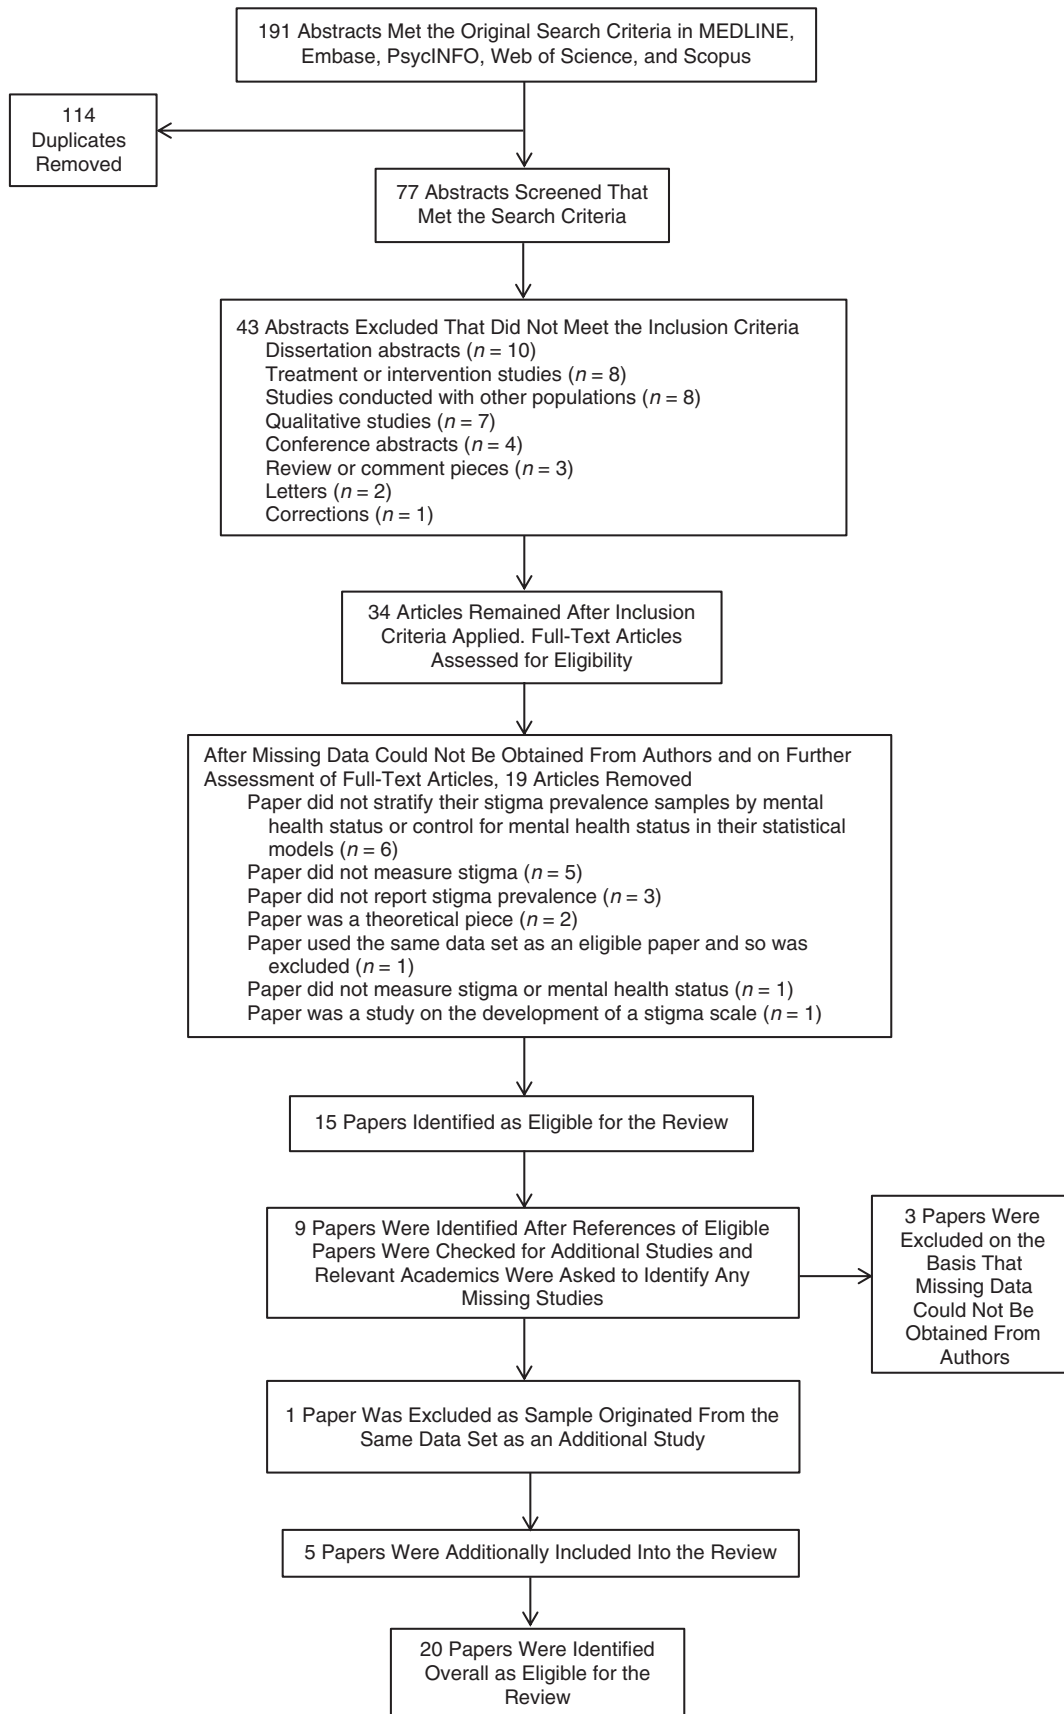 191 Abstracts Met the Original Search Criteria in MEDLINE,
Embase, PsycINFO, Web of Science, and Scopus
114
Duplicates
Removed
77 Abstracts Screened That
Met the Search Criteria
43 Abstracts Excluded That Did Not Meet the Inclusion Criteria
Dissertation abstracts (n = 10)
Treatment or intervention studies (n = 8)
Studies conducted with other populations (n = 8)
Qualitative studies (n = 7)
Conference abstracts (n = 4)
Review or comment pieces (n = 3)
Letters (n = 2)
Corrections (n = 1)
34 Articles Remained After Inclusion
Criteria Applied. Full-Text Articles
Assessed for Eligibility
After Missing Data Could Not Be Obtained From Authors and on Further
Assessment of Full-Text Articles, 19 Articles Removed
Paper did not stratify their stigma prevalence samples by mental
health status or control for mental health status in their statistical
models (n = 6)
Paper did not measure stigma (n = 5)
Paper did not report stigma prevalence (n = 3)
Paper was a theoretical piece (n = 2)
Paper used the same data set as an eligible paper and so was
excluded (n = 1)
Paper did not measure stigma or mental health status (n = 1)
Paper was a study on the development of a stigma scale (n = 1)
15 Papers Identified as Eligible for the Review
9 Papers Were Identified After References of Eligible
Papers Were Checked for Additional Studies and
Relevant Academics Were Asked to Identify Any
Missing Studies
3 Papers Were
Excluded on the
Basis That
Missing Data
Could Not Be
Obtained From
Authors
1 Paper Was Excluded as Sample Originated From the
Same Data Set as an Additional Study
5 Papers Were Additionally Included Into the Review
20 Papers Were Identified
Overall as Eligible for the
Review